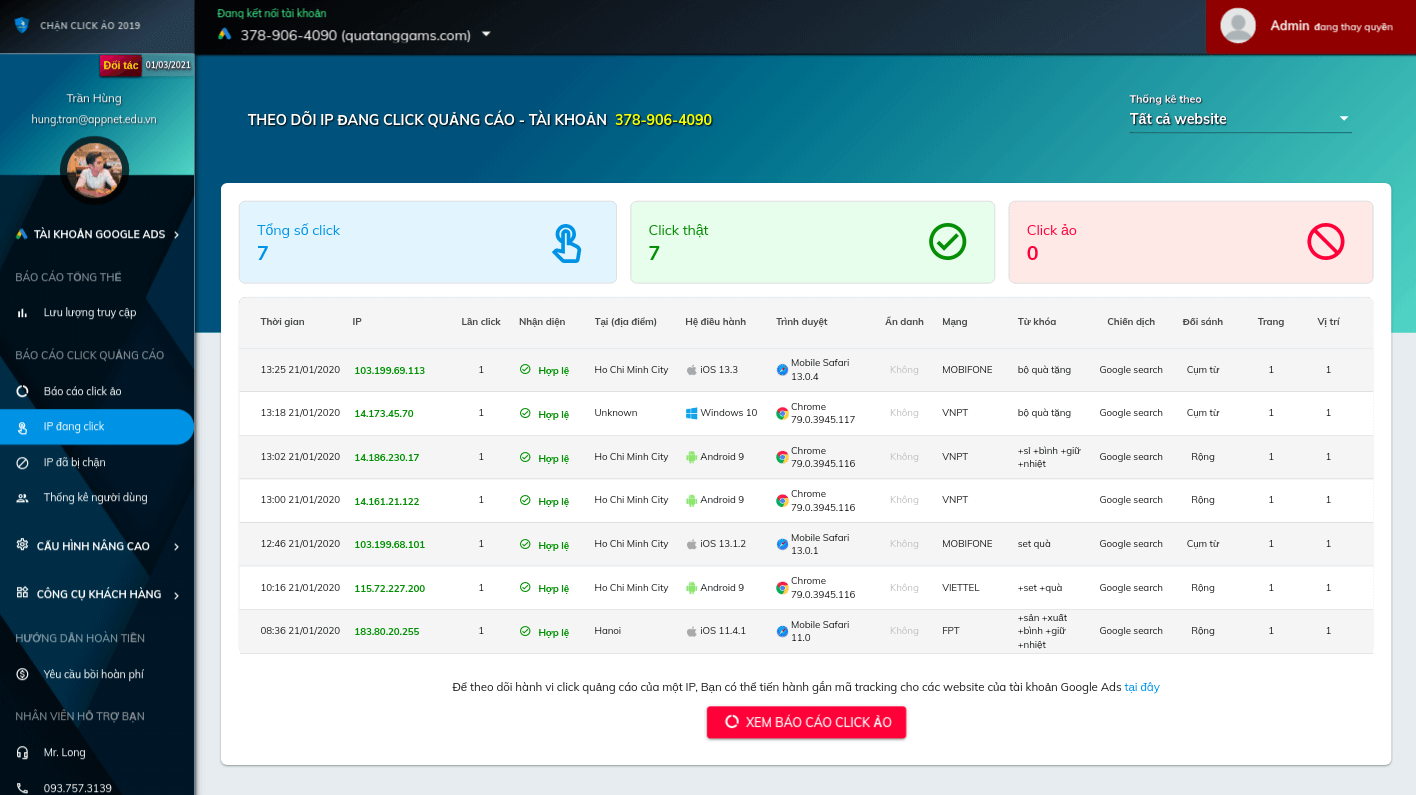 CHẶN CLICK ẢO 2019
Đang kết nối tài khoản
378-906-4090 (quatanggams.com)
Admin đang thay quyền
Đối tác 01/03/2021
Trần Hùng
hung.tran@appnet.edu.vn
TÀI KHOẢN GOOGLE ADS
BÁO CÁO TỔNG THỂ
Lưu lượng truy cập
BÁO CÁO CLICK QUẢNG CÁO
Báo cáo click ảo
IP đang click
IP đã bị chặn
Thống kê người dùng
CẤU HÌNH NÂNG CAO
CÔNG CỤ KHÁCH HÀNG
HƯỚNG DẪN HOÀN TIỀN
Yêu cầu bồi hoàn phí
NHÂN VIÊN HỖ TRỢ BẠN
Mr. Long
093.757.3139
THEO DÕI IP ĐANG CLICK QUẢNG CÁO - TÀI KHOẢN 378-906-4090
Thống kê theo
Tất cả website
Tổng số click
7
Click thật
7
Click ảo
0
Thời gian IP Lần click Nhận diện Tại (địa điểm) Hệ điều hành Trình duyệt Ẩn danh Mạng Từ khóa Chiến dịch Đối sánh Trang Vị trí
13:25 21/01/2020 103.199.69.113 1 Hợp lệ Ho Chi Minh City iOS 13.3 Mobile Safari 13.0.4 Không MOBIFONE bộ quà tặng Google search Cụm từ 1 1
13:18 21/01/2020 14.173.45.70 1 Hợp lệ Unknown Windows 10 Chrome 79.0.3945.117 Không VNPT bộ quà tặng Google search Cụm từ 1 1
13:02 21/01/2020 14.186.230.17 1 Hợp lệ Ho Chi Minh City Android 9 Chrome 79.0.3945.116 Không VNPT +sỉ +bình +giữ +nhiệt Google search Rộng 1 1
13:00 21/01/2020 14.161.21.122 1 Hợp lệ Ho Chi Minh City Android 9 Chrome 79.0.3945.116 Không VNPT Google search Rộng 1 1
12:46 21/01/2020 103.199.68.101 1 Hợp lệ Ho Chi Minh City iOS 13.1.2 Mobile Safari 13.0.1 Không MOBIFONE set quà Google search Cụm từ 1 1
10:16 21/01/2020 115.72.227.200 1 Hợp lệ Ho Chi Minh City Android 9 Chrome 79.0.3945.116 Không VIETTEL +set +quà Google search Rộng 1 1
08:36 21/01/2020 183.80.20.255 1 Hợp lệ Hanoi iOS 11.4.1 Mobile Safari 11.0 Không FPT +sản +xuất +bình +giữ +nhiệt Google search Rộng 1 1
Để theo dõi hành vi click quảng cáo của một IP, Bạn có thể tiến hành gắn mã tracking cho các website của tài khoản Google Ads tại đây
XEM BÁO CÁO CLICK ẢO